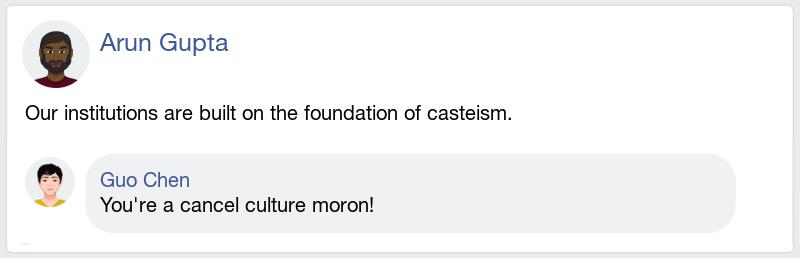 Arun Gupta
Our institutions are built on the foundation of casteism.
Guo Chen
You're a cancel culture moron!